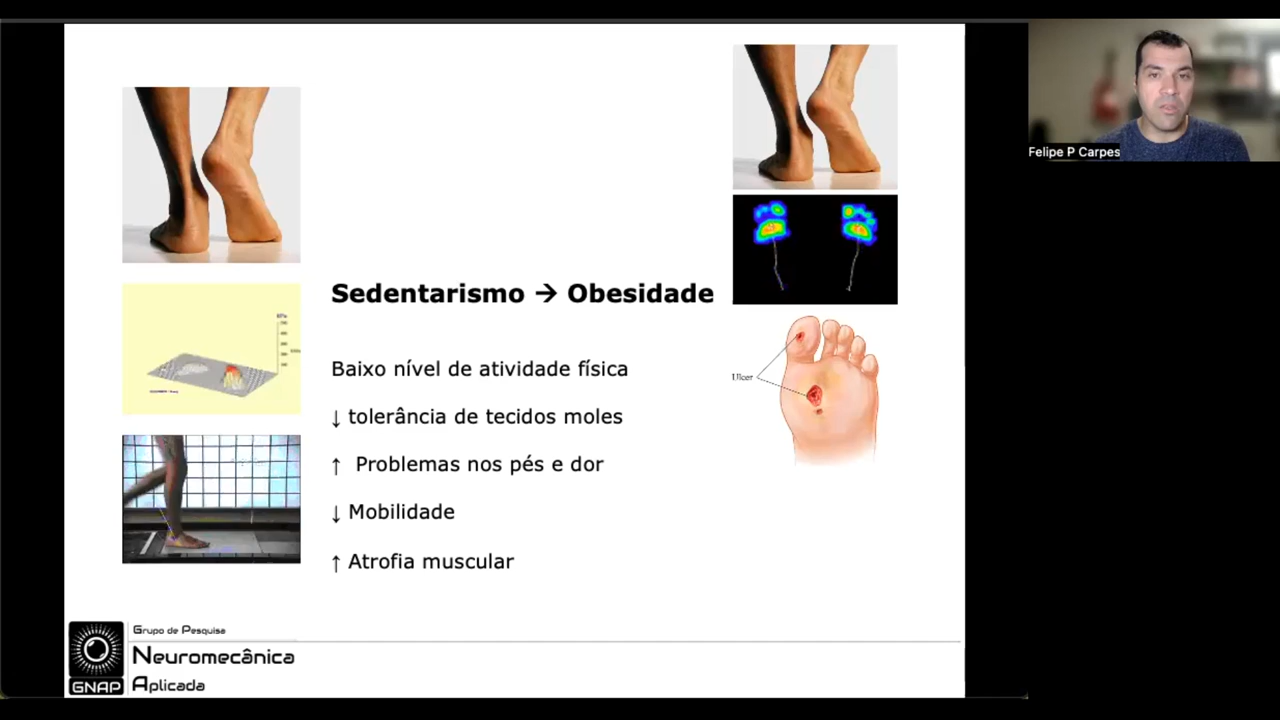 Felipe P Carpes
Sedentarismo → Obesidade
Baixo nível de atividade física
↓ tolerância de tecidos moles
↑ Problemas nos pés e dor
↓ Mobilidade
↑ Atrofia muscular
Ulcer
Grupo de Pesquisa
Neuromecânica
Aplicada
GNAP